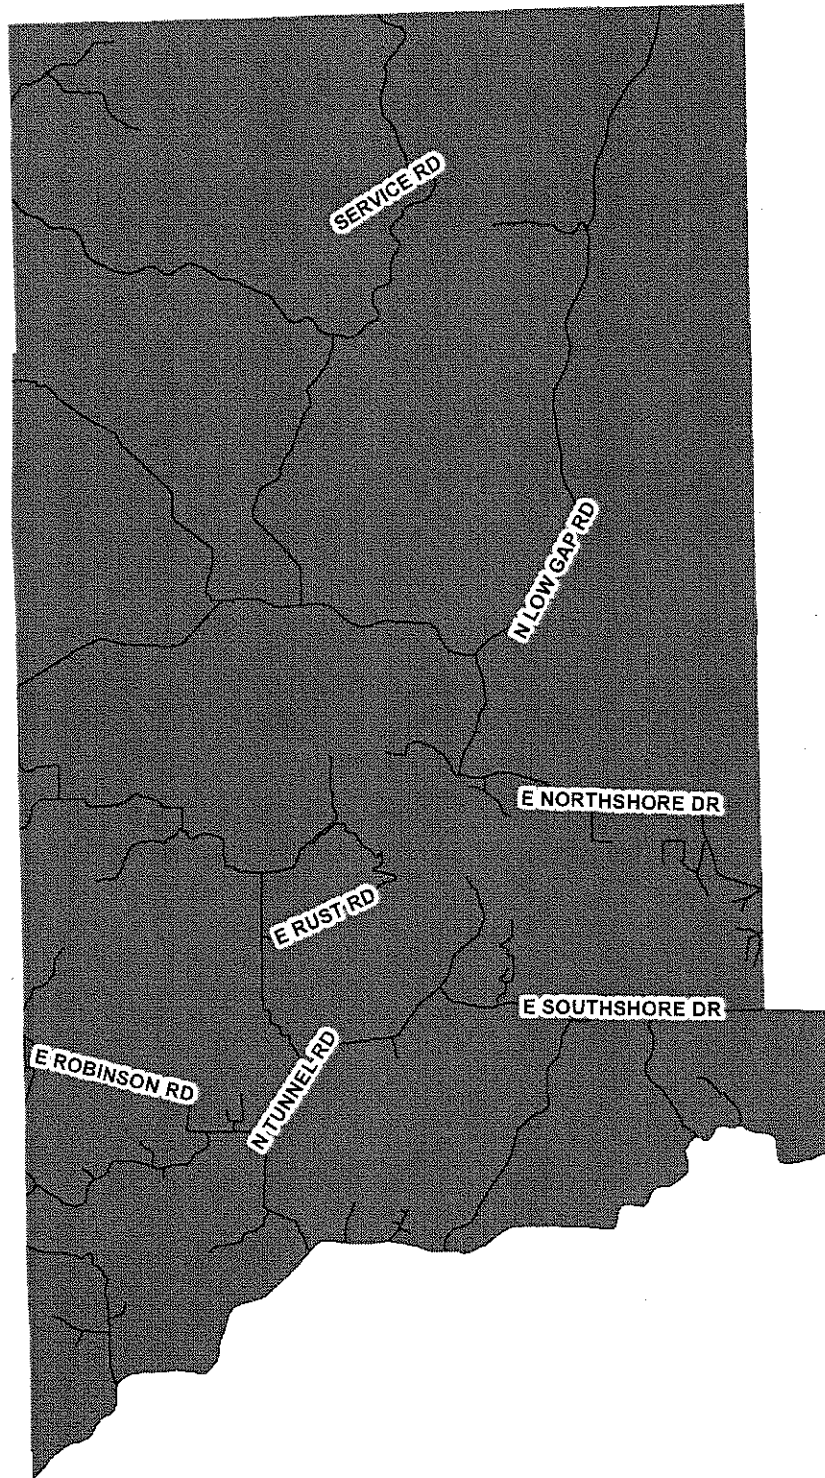 SERVICE RD
N LOW GAP RD
E NORTHSHORE DR
E RUST RD
E SOUTHSHORE DR
E ROBINSON RD
N TUNNEL RD